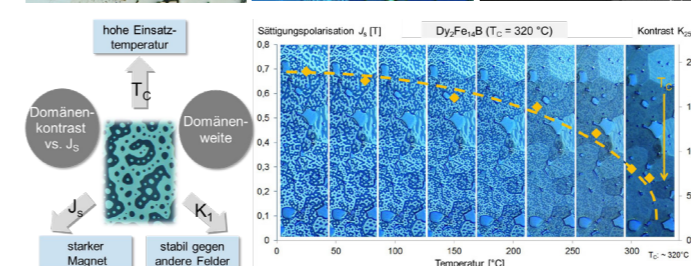 hohe Einsatz-
temperatur
T_C
Domänen-
kontrast
vs. J_S
Domänen-
weite
J_s
K_1
starker
Magnet
stabil gegen
andere Felder
Sättigungspolarisation J_s [T]
Dy₂Fe₁₄B (T_C = 320 °C)
0,8
0,7
0,6
0,5
0,4
0,3
0,2
0,1
0
0
50
100
150
200
250
300
Temperatur [°C]
T_C: ~ 320°C
Kontrast K
T_C